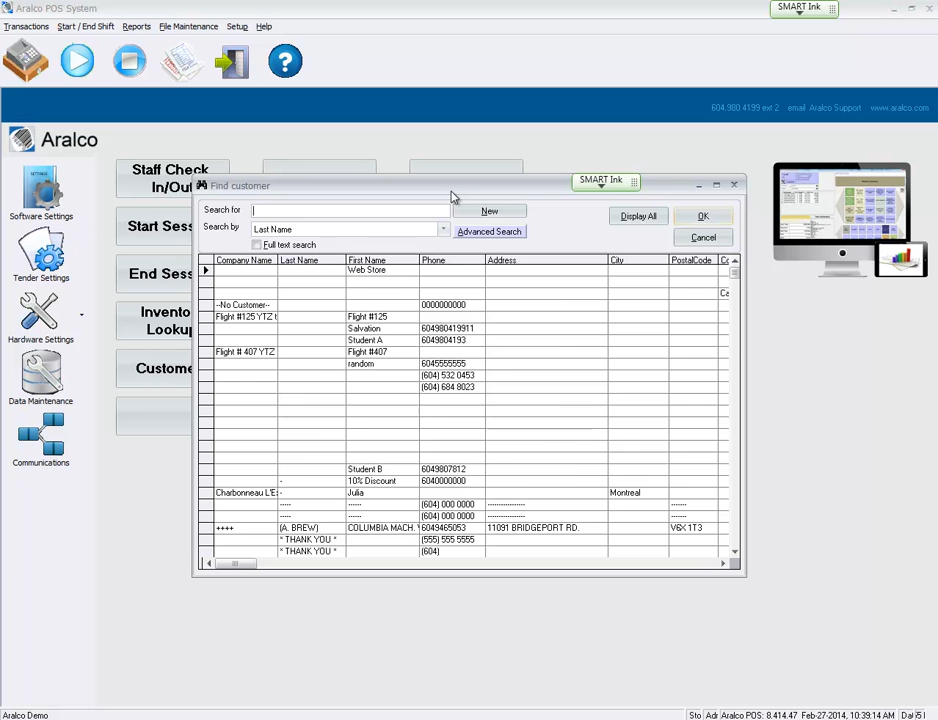 Aralco POS System
SMART Ink
Transactions Start / End Shift Reports File Maintenance Setup Help
604.980.4199 ext 2 email Aralco Support www.aralco.com
Aralco
Software Settings
Tender Settings
Hardware Settings
Data Maintenance
Communications
Staff Check
In/Out
Start Sess
End Sess
Invento
Looku
Custome
Find customer
SMART Ink
Search for
New
Display All
OK
Search by
Last Name
Advanced Search
Cancel
Full text search
Company Name Last Name First Name Phone Address City PostalCode
Web Store
Ca
--No Customer-- 0000000000
Flight #125 YTZ t Flight #125
Salvation 604980419911
Student A 6049804193
Flight # 407 YTZ Flight #407
random 6045555555
(604) 532 0453
(604) 684 8023
Student B 6049807812
- 10% Discount 6040000000
Charbonneau L'E: - Julia Montreal
----- ------ (604) 000 0000 --------------- ------
----- ------ (604) 000 0000 --------------- ------
++++ (A. BREW) COLUMBIA MACH. 6049465053 11091 BRIDGEPORT RD. V6X 1T3
* THANK YOU * (555) 555 5555
* THANK YOU * (604)
Aralco Demo
Sto Adr Aralco POS: 8.414.47 Feb-27-2014, 10:39:14 AM